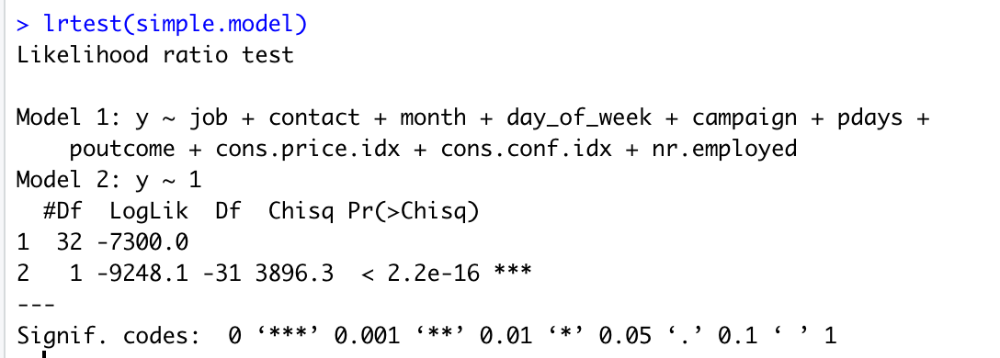 > lrtest(simple.model)
Likelihood ratio test

Model 1: y ~ job + contact + month + day_of_week + campaign + pdays +
    poutcome + cons.price.idx + cons.conf.idx + nr.employed
Model 2: y ~ 1
  #Df  LogLik  Df  Chisq Pr(>Chisq)
1  32 -7300.0
2   1 -9248.1 -31 3896.3  < 2.2e-16 ***
---
Signif. codes:  0 ‘***’ 0.001 ‘**’ 0.01 ‘*’ 0.05 ‘.’ 0.1 ‘ ’ 1